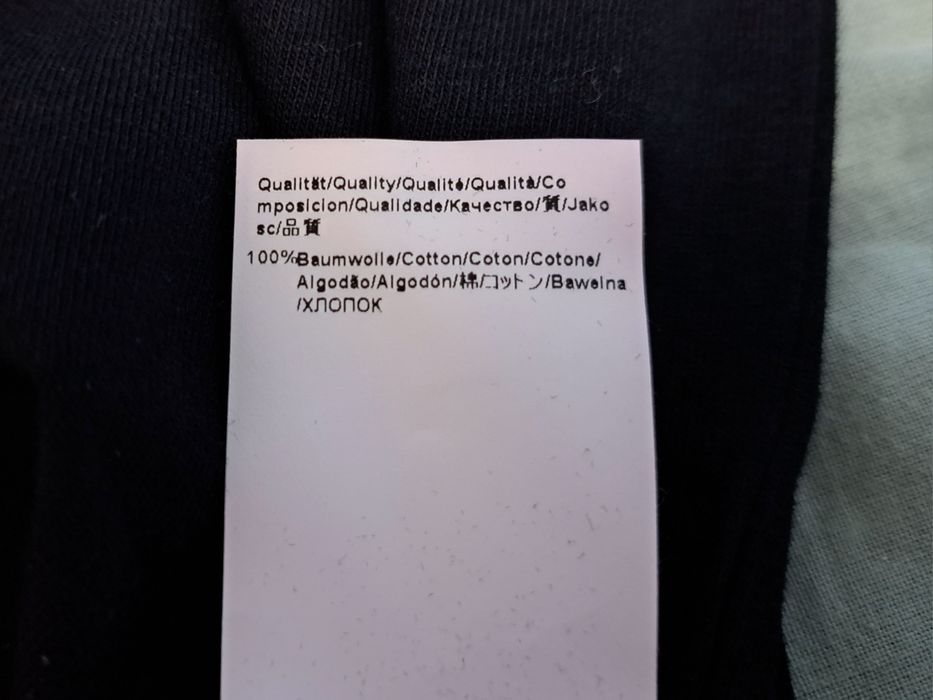 Qualität/Quality/Qualité/Qualità/Co
mposicion/Qualidade/Качество/質/Jako
sc/品質
100%Baumwolle/Cotton/Coton/Cotone/
Algodão/Algodón/棉/コットン/Bawelna
/ХЛОПОК